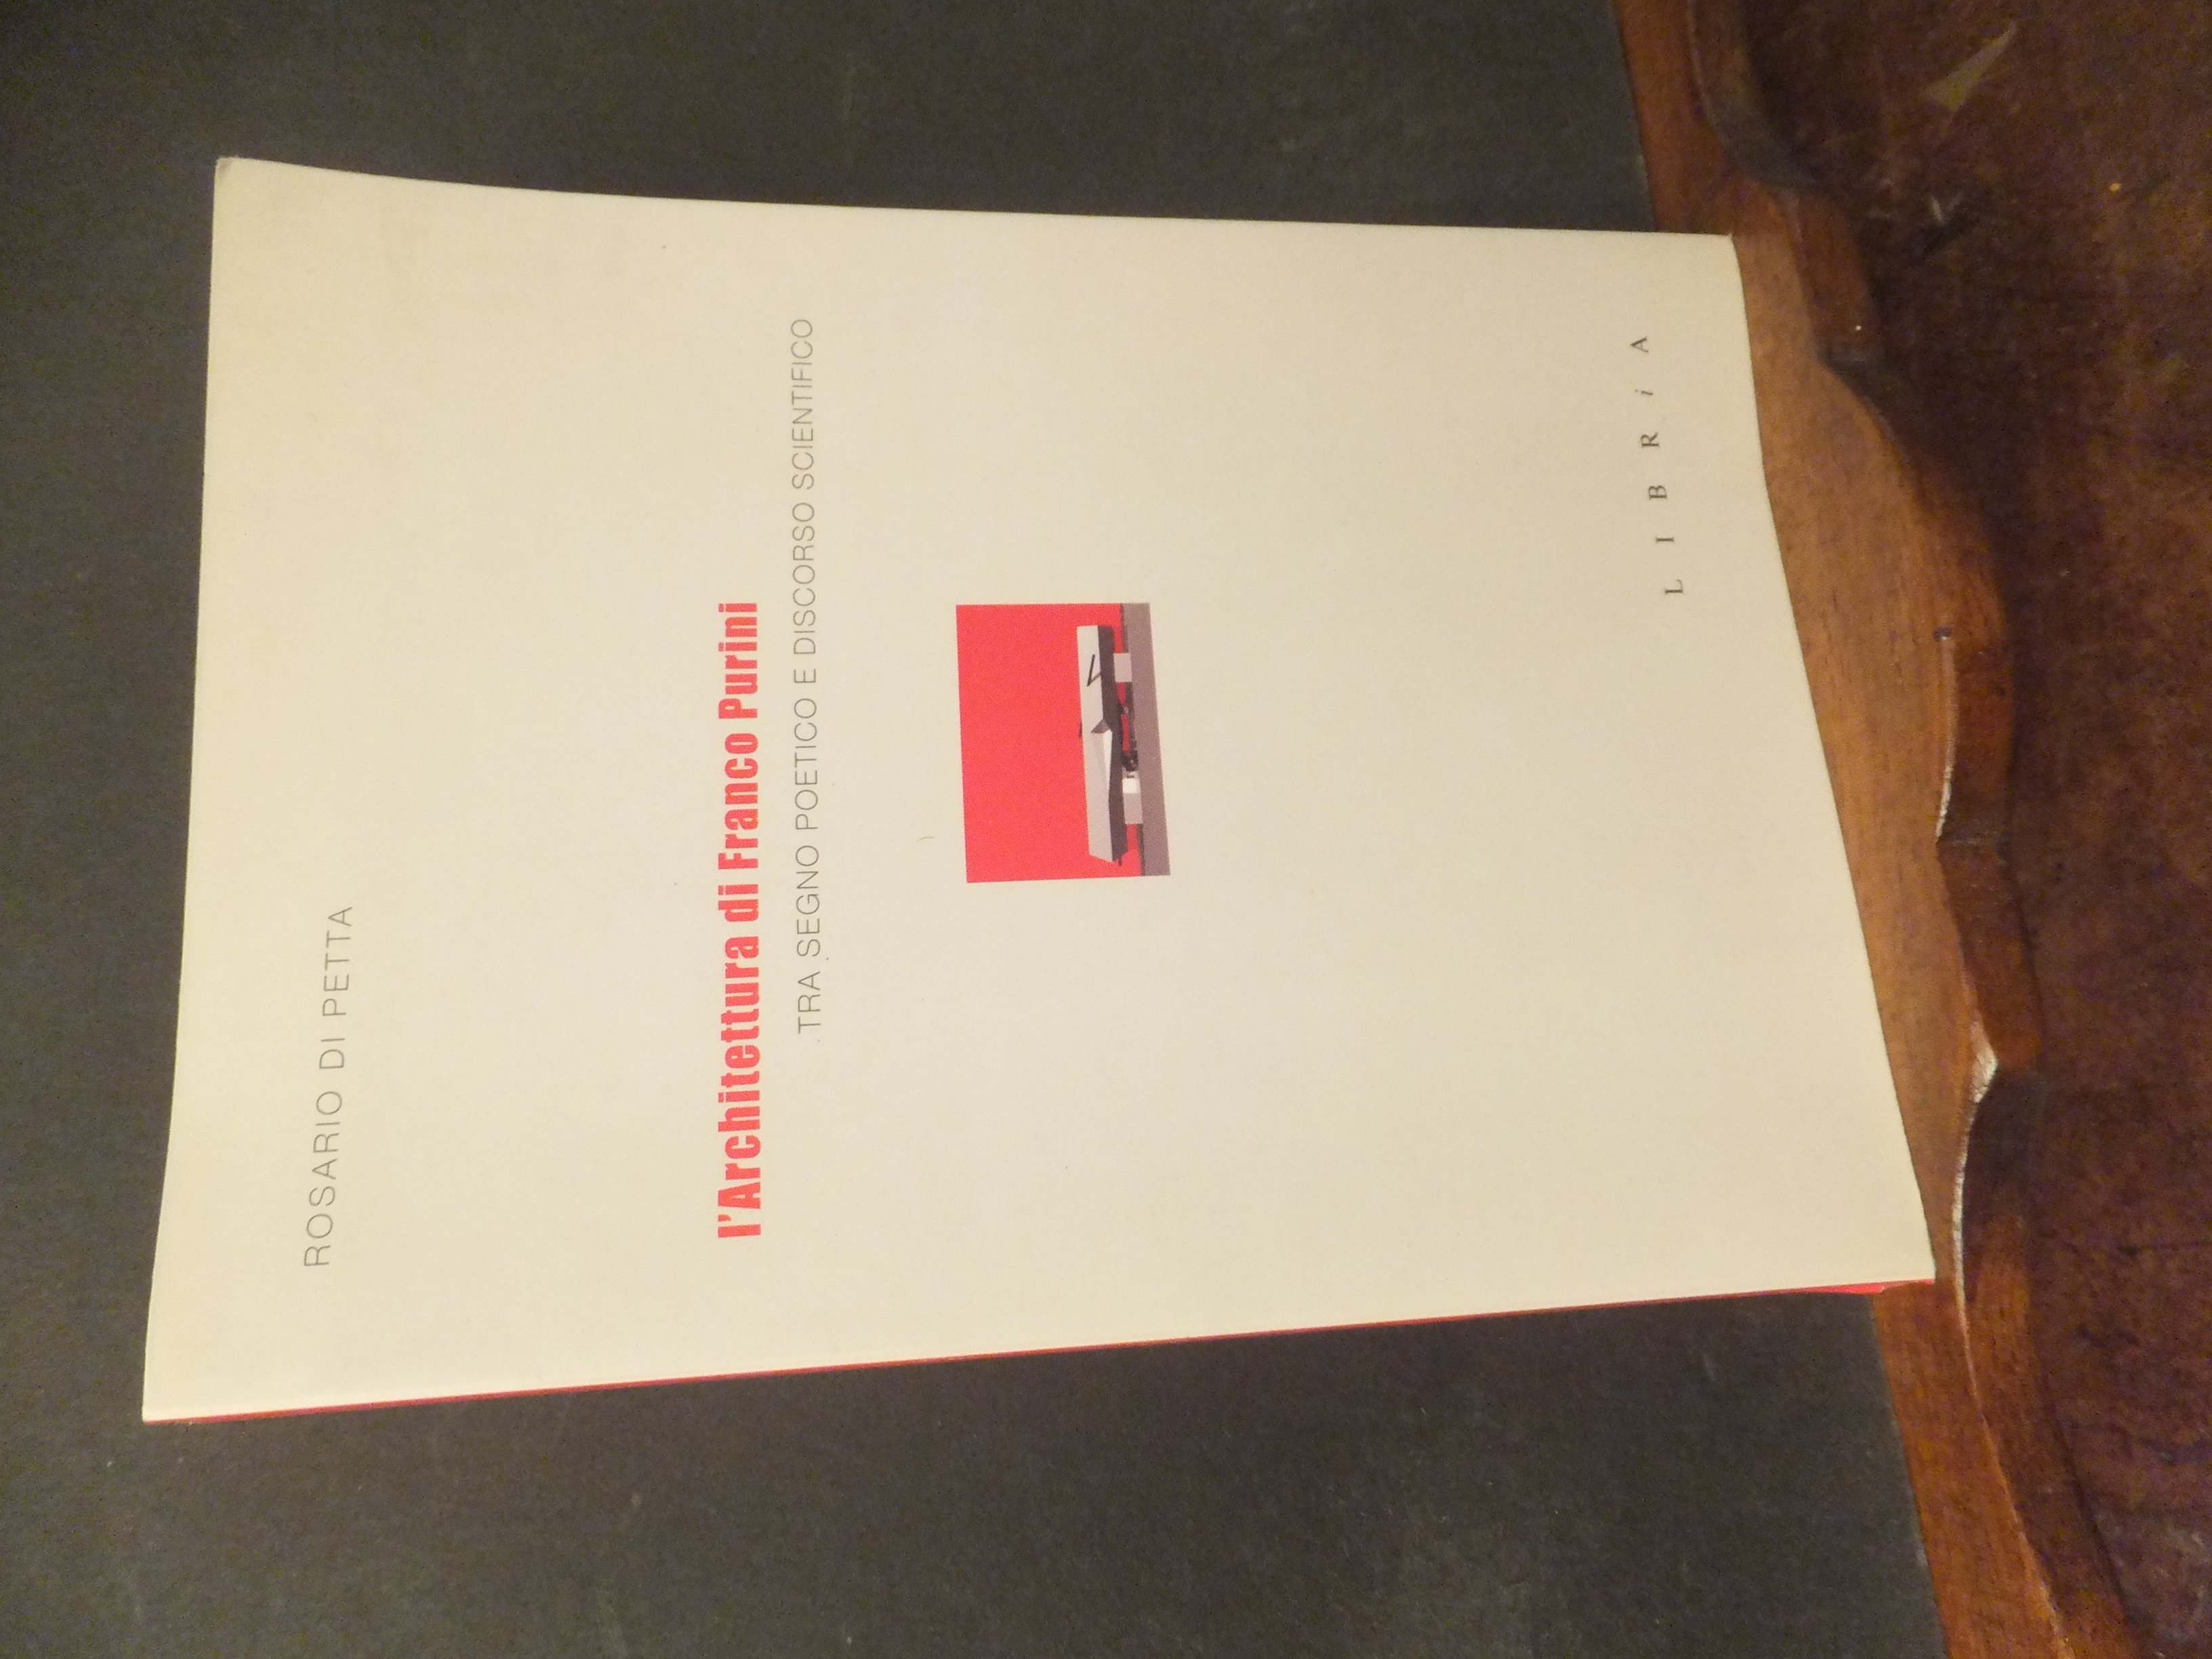 ROSARIO DI PETTA
l'Architettura di Franco Purini
TRA SEGNO POETICO E DISCORSO SCIENTIFICO
LIBRiA